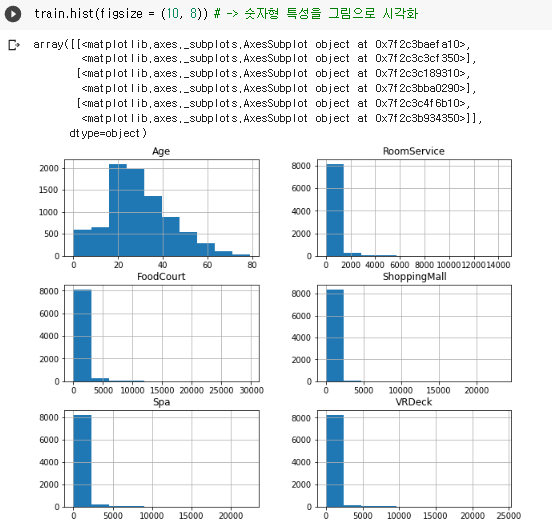 train.hist(figsize = (10, 8)) # -> 숫자형 특성을 그림으로 시각화
array([[<matplotlib.axes._subplots.AxesSubplot object at 0x7f2c3baefa10>,
<matplotlib.axes._subplots.AxesSubplot object at 0x7f2c3c3cf350>],
[<matplotlib.axes._subplots.AxesSubplot object at 0x7f2c3c189310>,
<matplotlib.axes._subplots.AxesSubplot object at 0x7f2c3bba0290>],
[<matplotlib.axes._subplots.AxesSubplot object at 0x7f2c3c4f6b10>,
<matplotlib.axes._subplots.AxesSubplot object at 0x7f2c3b934350>]],
dtype=object)
Age
2000
1500
1000
500
0
0 20 40 60 80
RoomService
8000
6000
4000
2000
0
0 2000 4000 6000 8000 10000 12000 14000
FoodCourt
8000
6000
4000
2000
0
0 5000 10000 15000 20000 25000 30000
ShoppingMall
8000
6000
4000
2000
0
0 5000 10000 15000 20000
Spa
8000
6000
4000
2000
0
0 5000 10000 15000 20000
VRDeck
8000
6000
4000
2000
0
0 5000 10000 15000 20000 25000